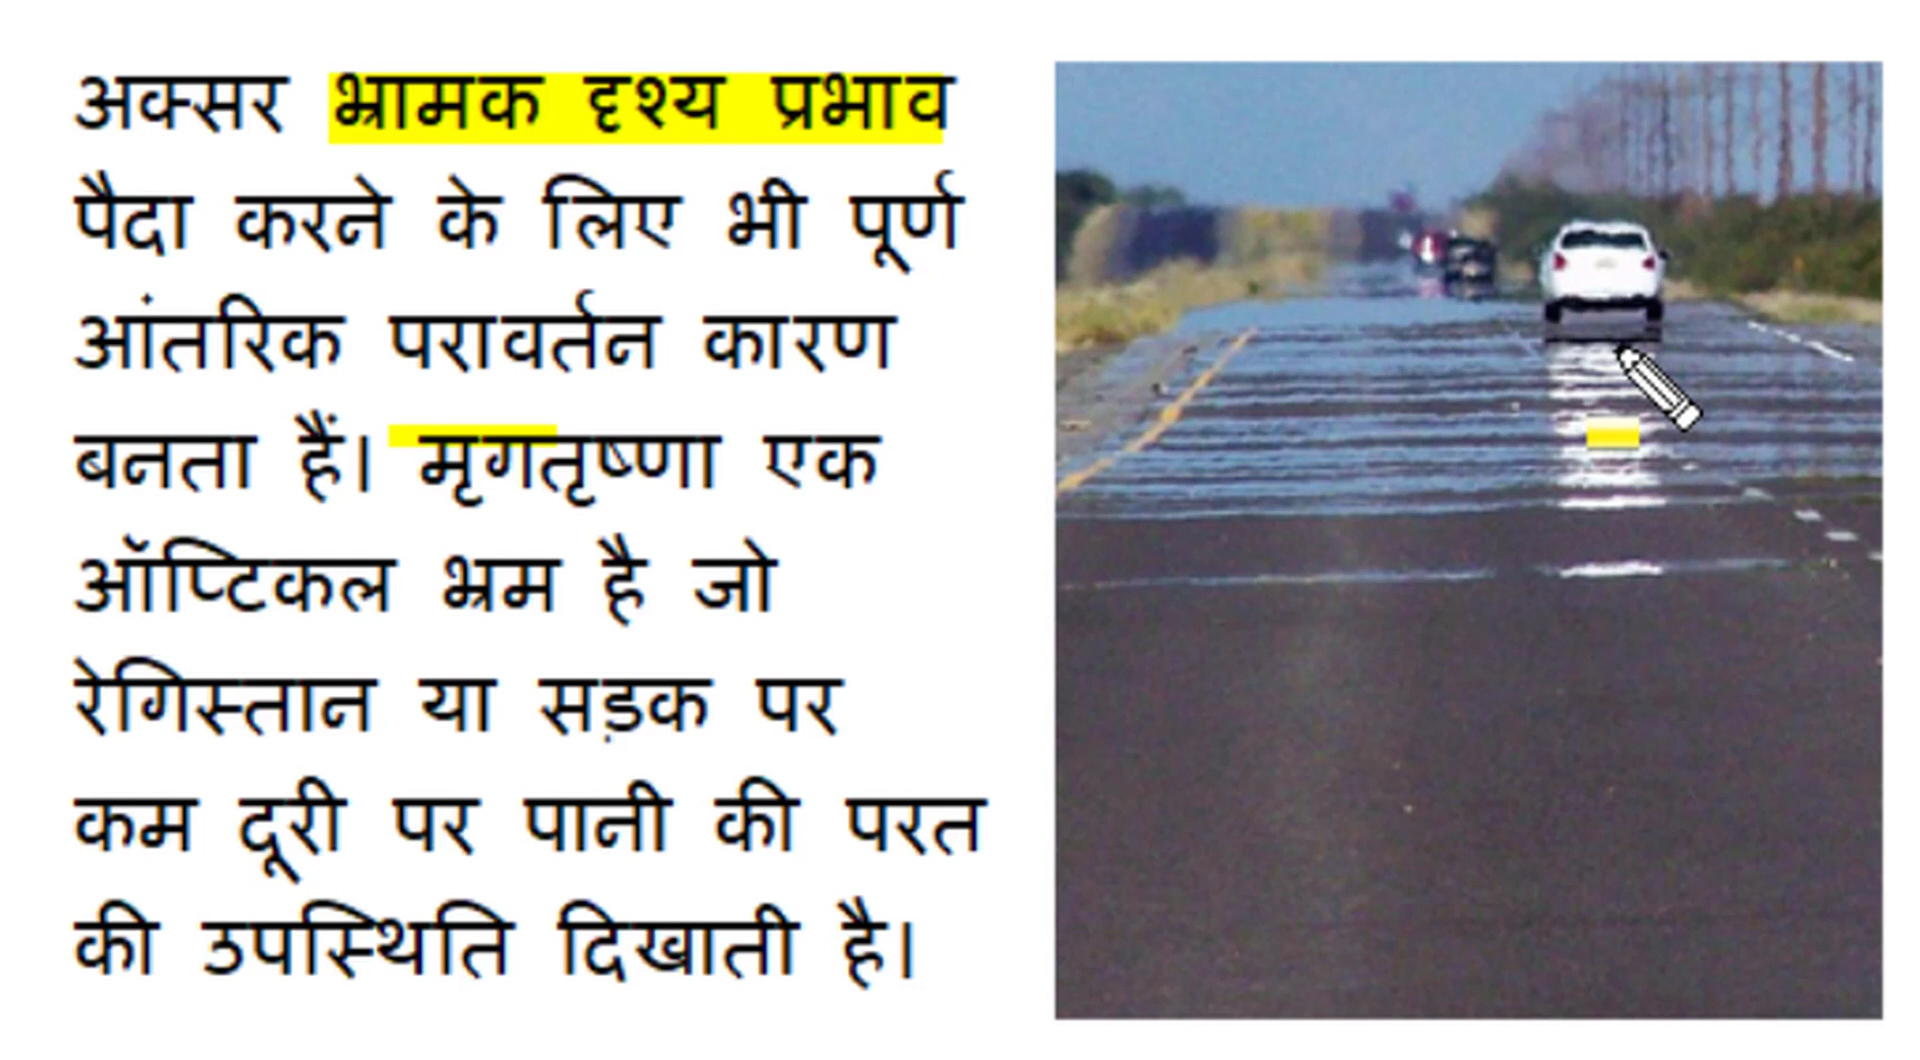 अक्सर भ्रामक दृश्य प्रभाव
पैदा करने के लिए भी पूर्ण
आंतरिक परावर्तन कारण
बनता हैं। मृगतृष्णा एक
ऑप्टिकल भ्रम है जो
रेगिस्तान या सड़क पर
कम दूरी पर पानी की परत
की उपस्थिति दिखाती है।